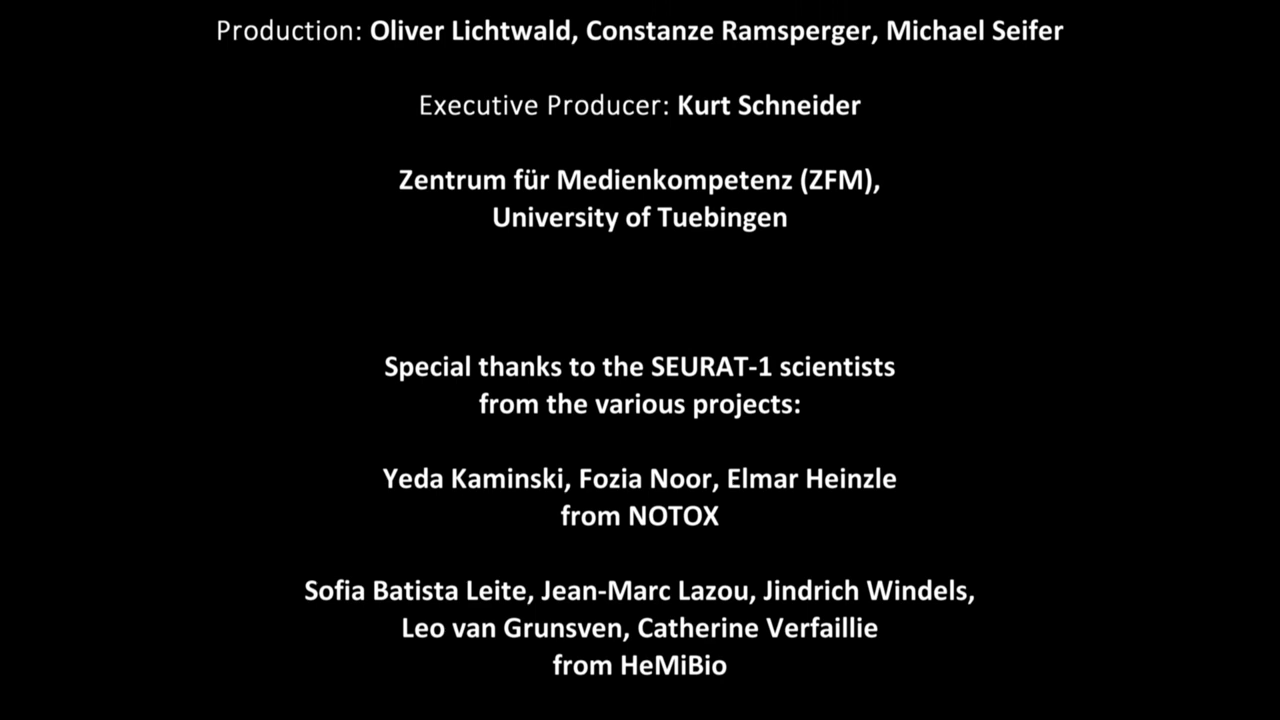 Production: Oliver Lichtwald, Constanze Ramsperger, Michael Seifer
Executive Producer: Kurt Schneider
Zentrum für Medienkompetenz (ZFM),
University of Tuebingen
Special thanks to the SEURAT-1 scientists
from the various projects:
Yeda Kaminski, Fozia Noor, Elmar Heinzle
from NOTOX
Sofia Batista Leite, Jean-Marc Lazou, Jindrich Windels,
Leo van Grunsven, Catherine Verfaillie
from HeMiBio